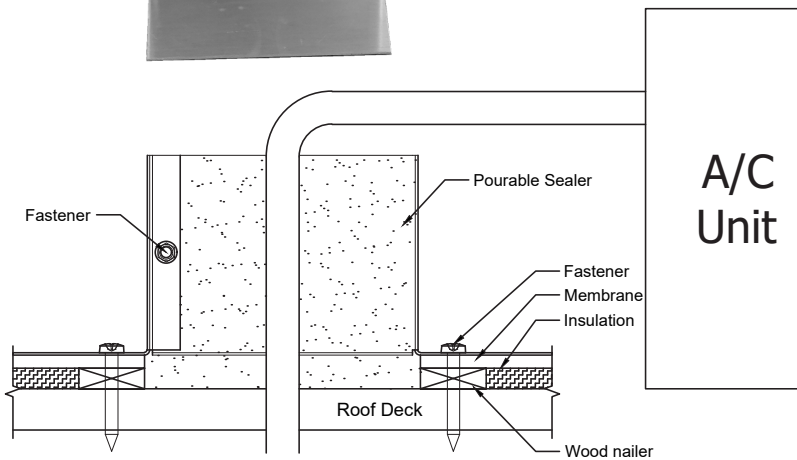 A/C
Unit
Pourable Sealer
Fastener
Fastener
Membrane
Insulation
Roof Deck
Wood nailer